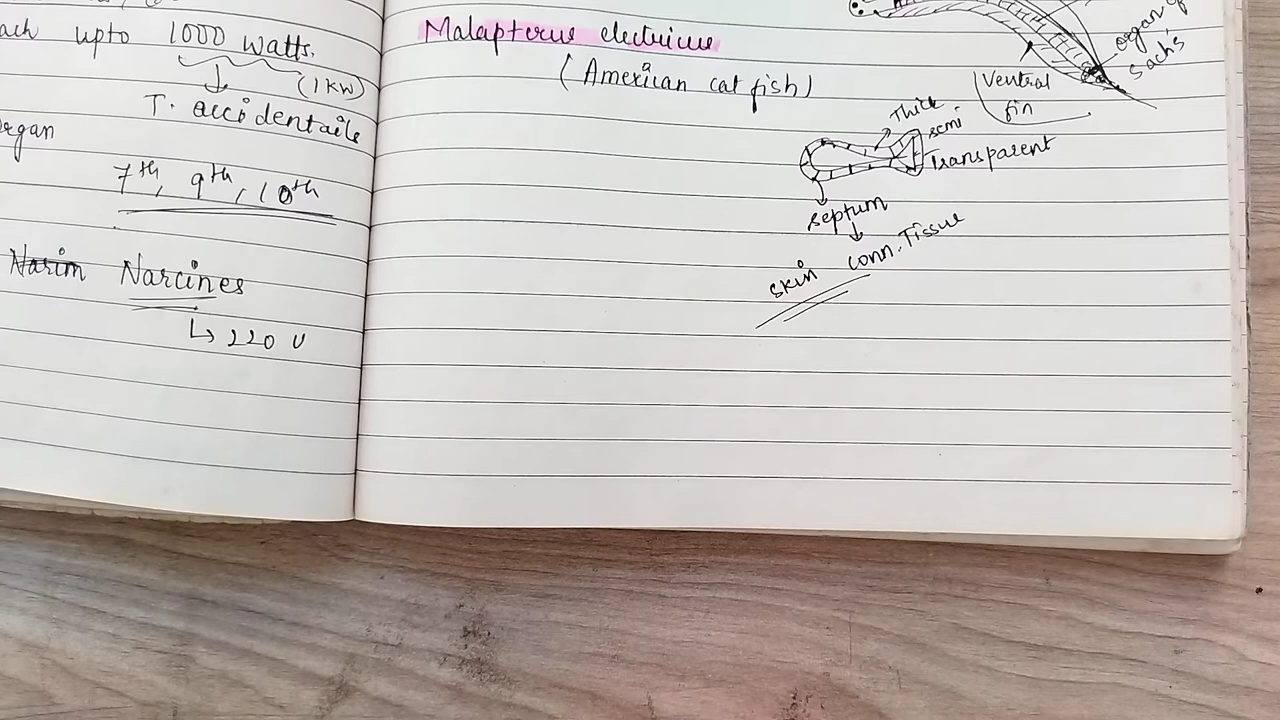 ach upto 1000 watts.
(1KW)
T. accidentaile
organ
7th, 9th, 10th
Narim Narcines
↳ 220 V
Malapterus electricus
(American cat fish)
organ of
Sach's
Ventral
fin
Thick
semi
Transparent
septum
skin conn. Tissue